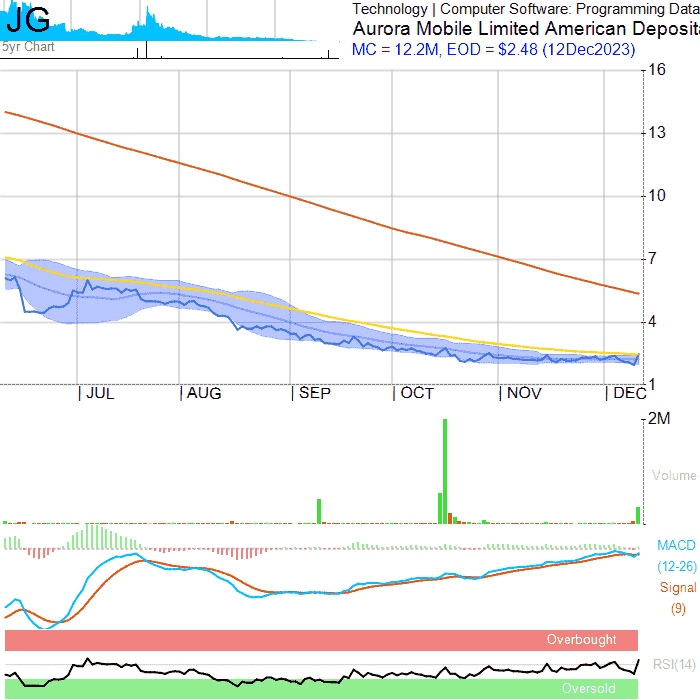 JG
5yr Chart
Technology | Computer Software: Programming Data
Aurora Mobile Limited American Deposit
MC = 12.2M, EOD = $2.48 (12Dec2023)
16
13
10
7
4
1
JUL AUG SEP OCT NOV DEC
2M
Volume
MACD
(12-26)
Signal
(9)
Overbought
RSI(14)
Oversold